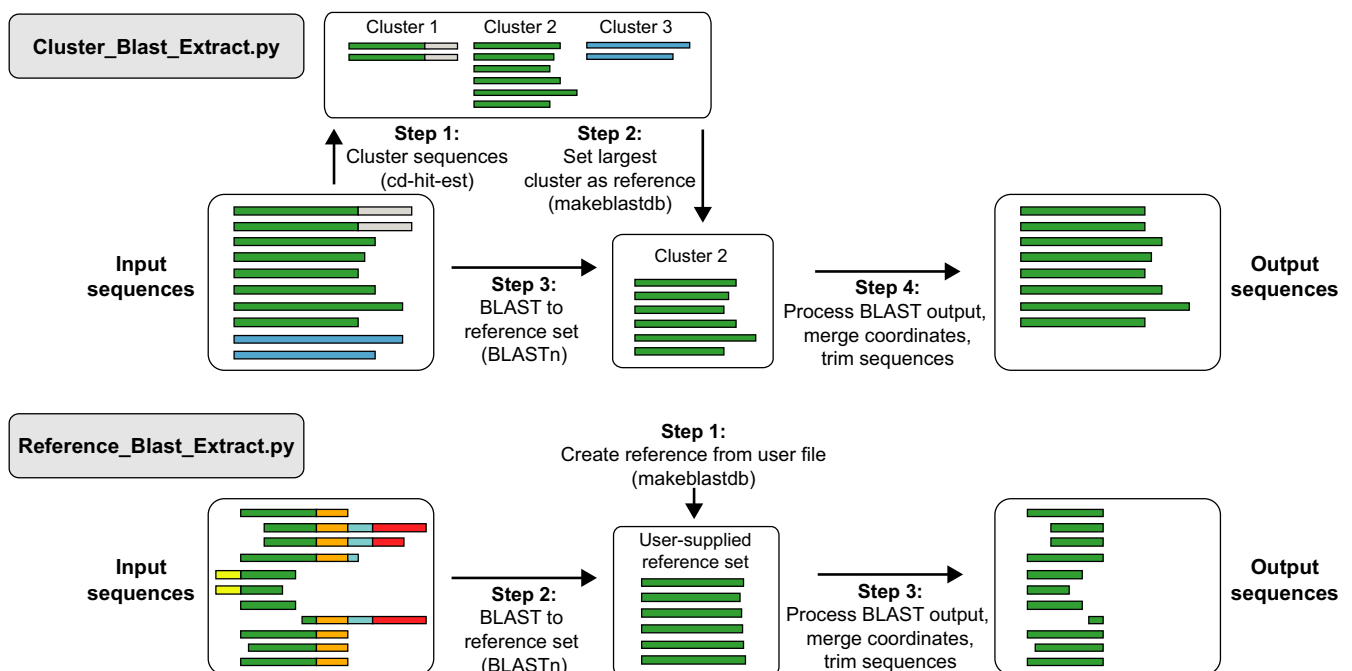 Cluster_Blast_Extract.py
Cluster 1
Cluster 2
Cluster 3
Step 1:
Cluster sequences
(cd-hit-est)
Step 2:
Set largest
cluster as reference
(makeblastdb)
Input
sequences
Step 3:
BLAST to
reference set
(BLASTn)
Cluster 2
Step 4:
Process BLAST output,
merge coordinates,
trim sequences
Output
sequences
Reference_Blast_Extract.py
Step 1:
Create reference from user file
(makeblastdb)
Input
sequences
Step 2:
BLAST to
reference set
(BLASTn)
User-supplied
reference set
Step 3:
Process BLAST output,
merge coordinates,
trim sequences
Output
sequences